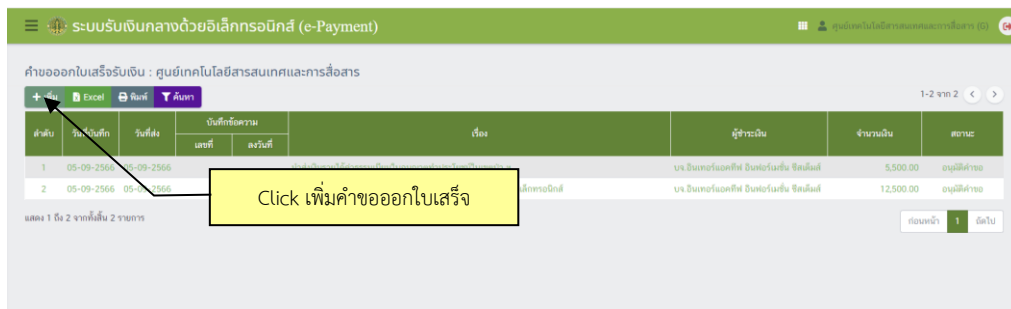 ระบบรับเงินกลางด้วยอิเล็กทรอนิกส์ (e-Payment)
ศูนย์เทคโนโลยีสารสนเทศและการสื่อสาร (G)
คำขอออกใบเสร็จรับเงิน : ศูนย์เทคโนโลยีสารสนเทศและการสื่อสาร
+ เพิ่ม Excel พิมพ์ ค้นหา 1-2 จาก 2
ลำดับ วันที่บันทึก วันที่ส่ง บันทึกข้อความ เรื่อง ผู้ชำระเงิน จำนวนเงิน สถานะ
เลขที่ ลงวันที่
1 05-09-2566 05-09-2566 บจ.อินเทอร์แอคทีฟ อินฟอร์เมชั่น ซีสเต็มส์ 5,500.00 อนุมัติคำขอ
2 05-09-2566 05-09-2566 เล็กทรอนิกส์ บจ.อินเทอร์แอคทีฟ อินฟอร์เมชั่น ซีสเต็มส์ 12,500.00 อนุมัติคำขอ
Click เพิ่มคำขอออกใบเสร็จ
แสดง 1 ถึง 2 จากทั้งสิ้น 2 รายการ
ก่อนหน้า 1 ถัดไป